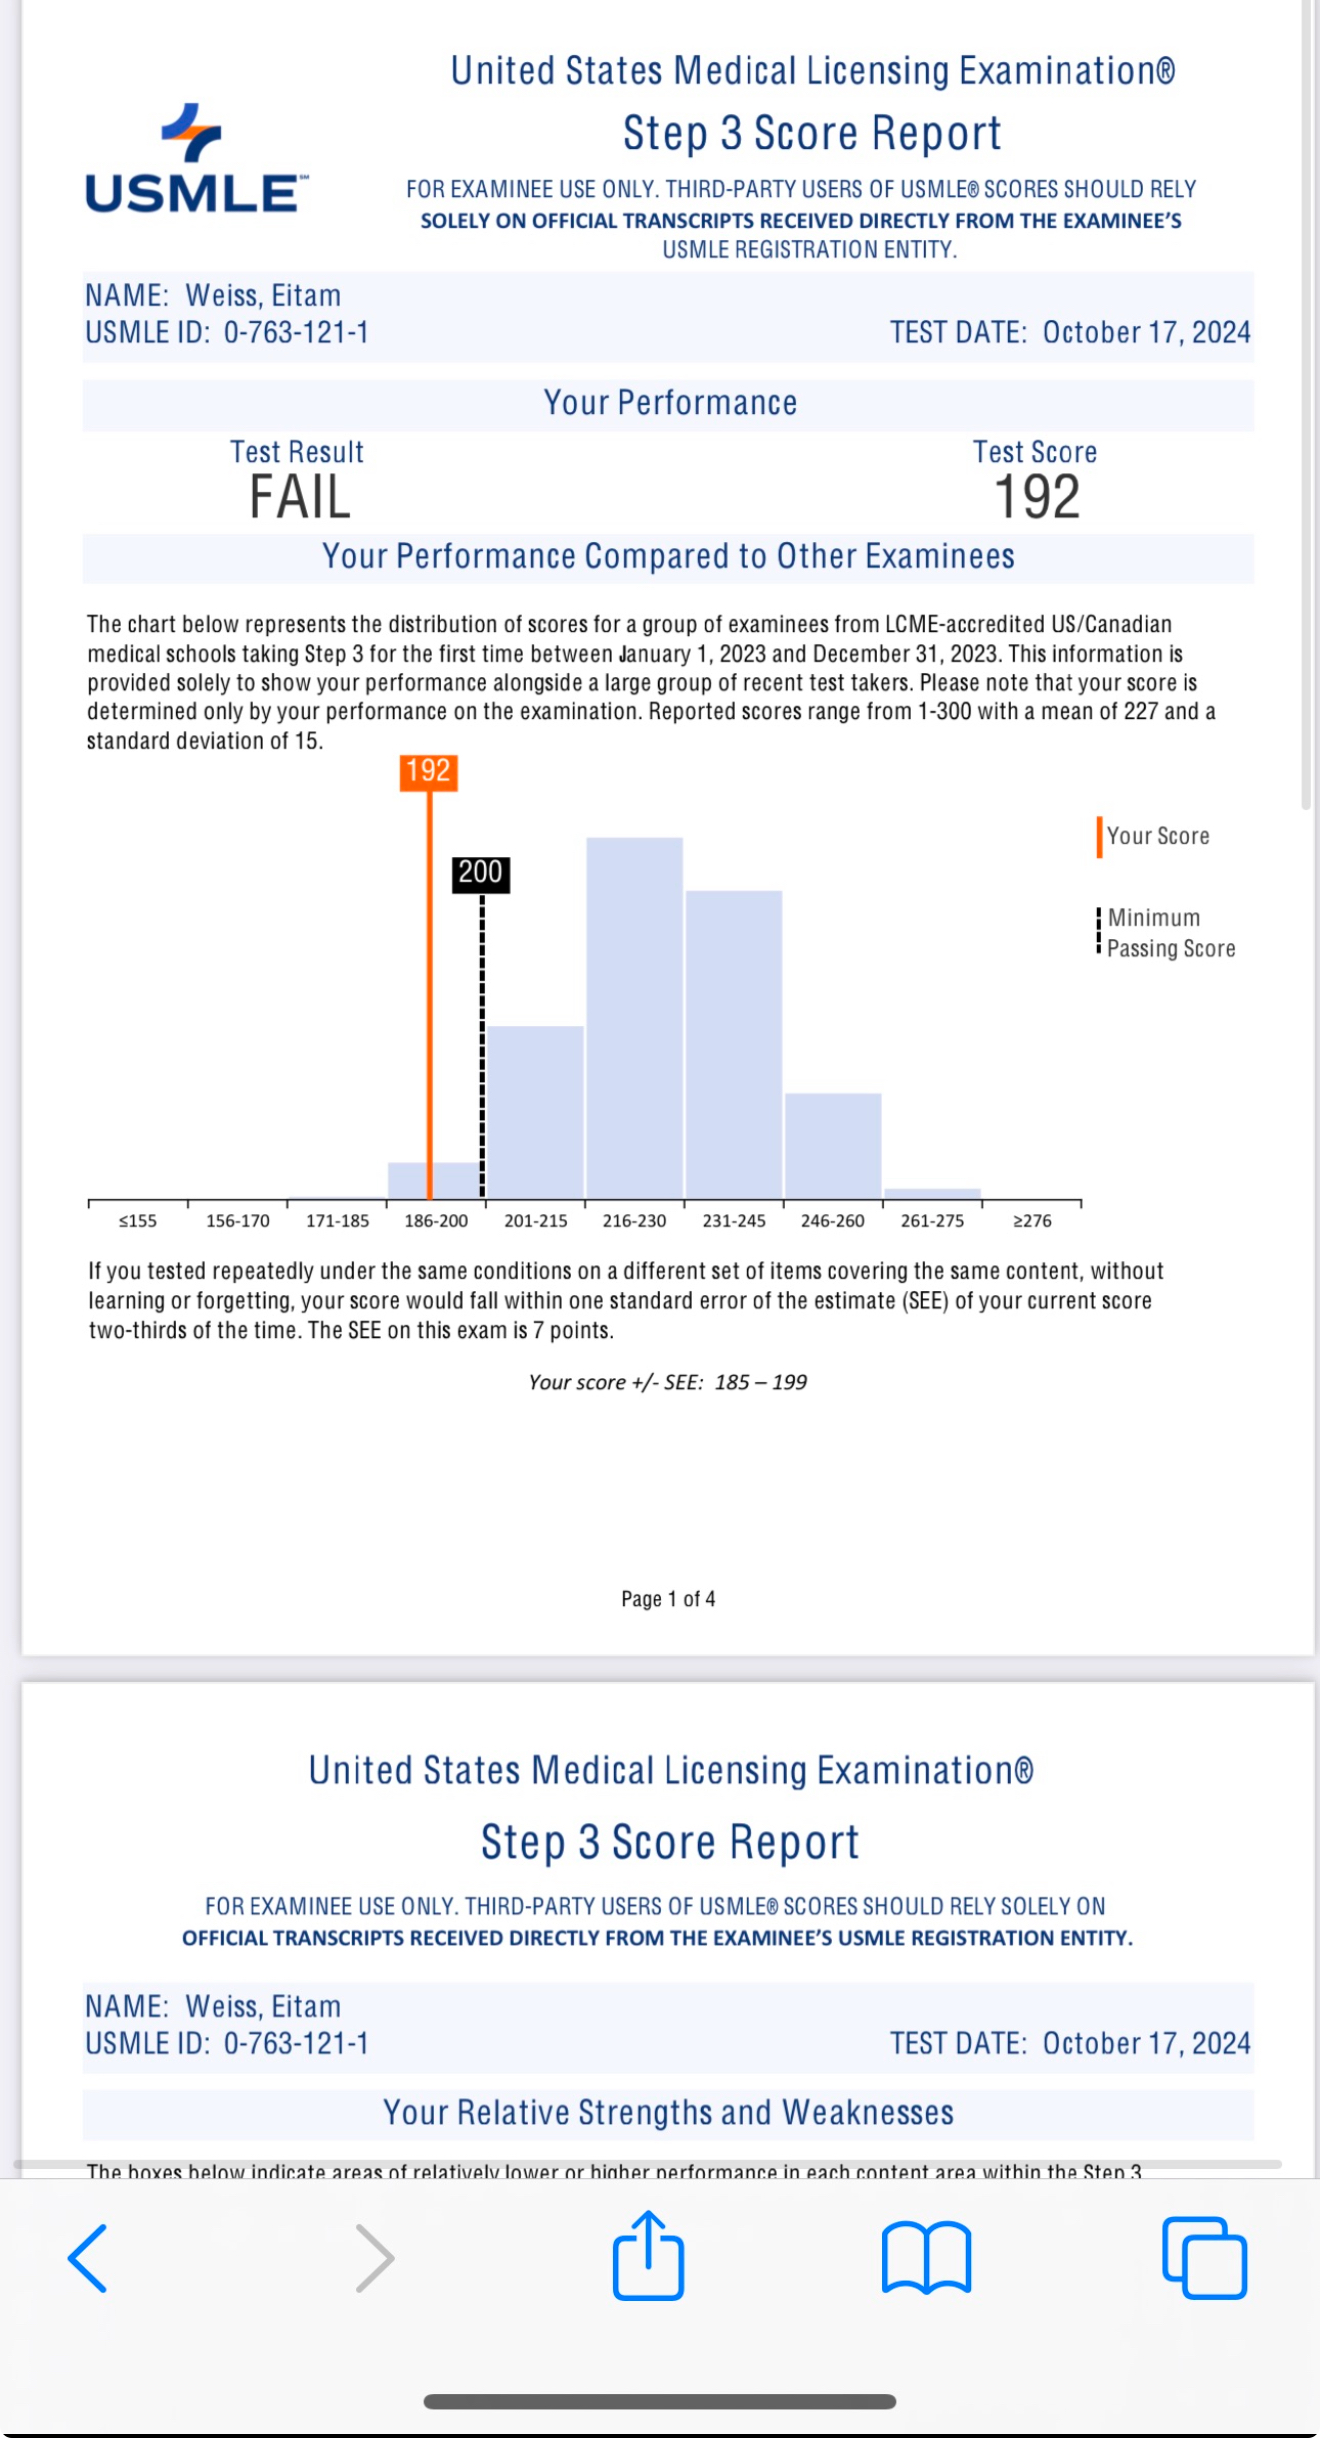 United States Medical Licensing Examination®
Step 3 Score Report
USMLE℠
FOR EXAMINEE USE ONLY. THIRD-PARTY USERS OF USMLE® SCORES SHOULD RELY
SOLELY ON OFFICIAL TRANSCRIPTS RECEIVED DIRECTLY FROM THE EXAMINEE’S
USMLE REGISTRATION ENTITY.
NAME: Weiss, Eitam
USMLE ID: 0-763-121-1 TEST DATE: October 17, 2024
Your Performance
Test Result Test Score
FAIL 192
Your Performance Compared to Other Examinees
The chart below represents the distribution of scores for a group of examinees from LCME-accredited US/Canadian
medical schools taking Step 3 for the first time between January 1, 2023 and December 31, 2023. This information is
provided solely to show your performance alongside a large group of recent test takers. Please note that your score is
determined only by your performance on the examination. Reported scores range from 1-300 with a mean of 227 and a
standard deviation of 15.
192
Your Score
200
Minimum
Passing Score
≤155 156-170 171-185 186-200 201-215 216-230 231-245 246-260 261-275 ≥276
If you tested repeatedly under the same conditions on a different set of items covering the same content, without
learning or forgetting, your score would fall within one standard error of the estimate (SEE) of your current score
two-thirds of the time. The SEE on this exam is 7 points.
Your score +/- SEE: 185 – 199
Page 1 of 4
United States Medical Licensing Examination®
Step 3 Score Report
FOR EXAMINEE USE ONLY. THIRD-PARTY USERS OF USMLE® SCORES SHOULD RELY SOLELY ON
OFFICIAL TRANSCRIPTS RECEIVED DIRECTLY FROM THE EXAMINEE’S USMLE REGISTRATION ENTITY.
NAME: Weiss, Eitam
USMLE ID: 0-763-121-1 TEST DATE: October 17, 2024
Your Relative Strengths and Weaknesses
The boxes below indicate areas of relatively lower or higher performance in each content area within the Step 3